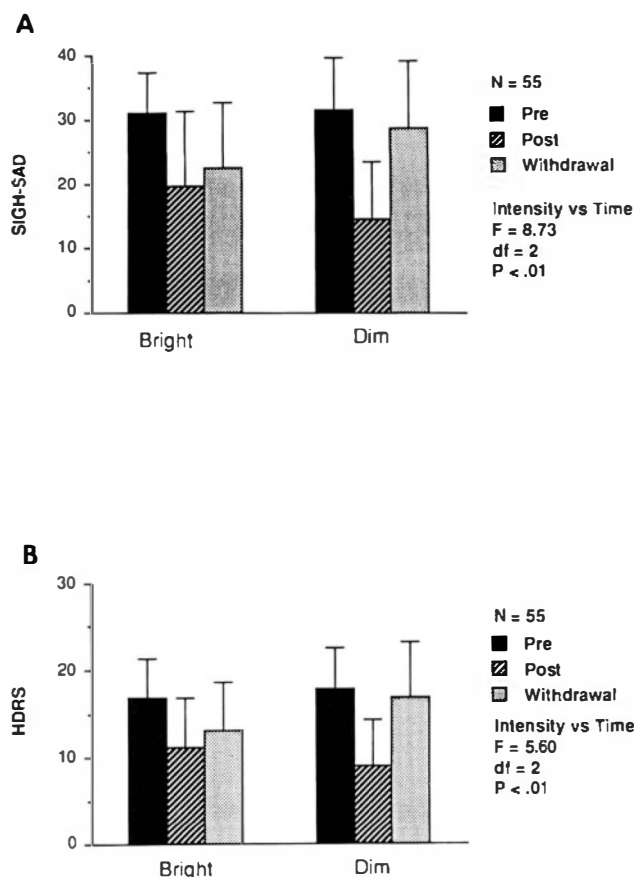 A
40
30
20
10
0
SIGH-SAD
Bright
Dim
N = 55
Pre
Post
Withdrawal
Intensity vs Time
F = 8.73
df = 2
P < .01
B
30
20
10
0
HDRS
Bright
Dim
N = 55
Pre
Post
Withdrawal
Intensity vs Time
F = 5.60
df = 2
P < .01